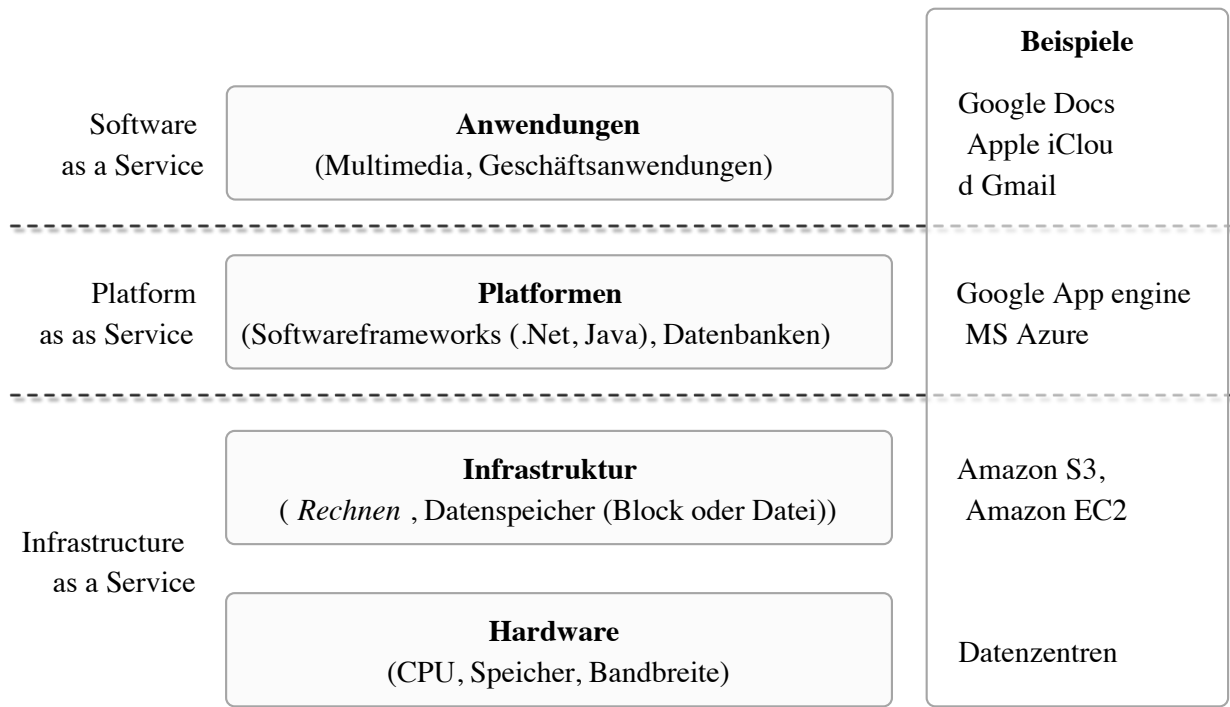 Beispiele
Software
as a Service
Anwendungen
(Multimedia, Geschäftsanwendungen)
Google Docs
Apple iClou
d Gmail
Platform
as as Service
Platformen
(Softwareframeworks (.Net, Java), Datenbanken)
Google App engine
MS Azure
Infrastructure
as a Service
Infrastruktur
( Rechnen , Datenspeicher (Block oder Datei))
Amazon S3,
Amazon EC2
Hardware
(CPU, Speicher, Bandbreite)
Datenzentren